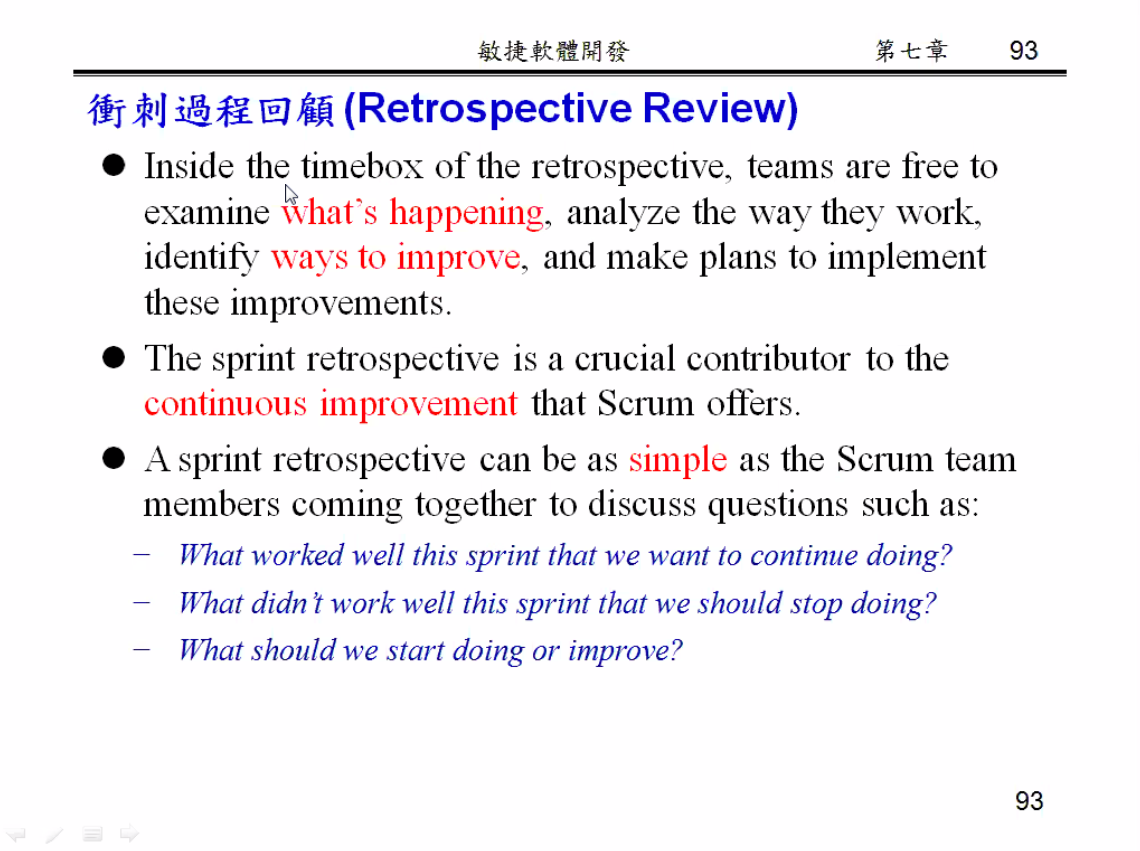 敏捷軟體開發 第七章 93
衝刺過程回顧 (Retrospective Review)
● Inside the timebox of the retrospective, teams are free to
examine what's happening, analyze the way they work,
identify ways to improve, and make plans to implement
these improvements.
● The sprint retrospective is a crucial contributor to the
continuous improvement that Scrum offers.
● A sprint retrospective can be as simple as the Scrum team
members coming together to discuss questions such as:
– What worked well this sprint that we want to continue doing?
– What didn't work well this sprint that we should stop doing?
– What should we start doing or improve?
93